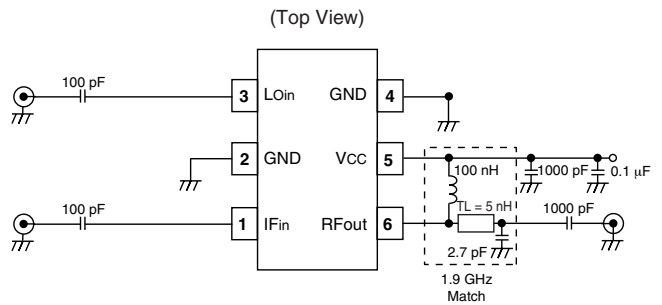 (Top View)
100 pF
3 LOin GND 4
2 GND VCC 5
100 nH 1000 pF 0.1 μF
100 pF
1 IFin RFout 6
TL = 5 nH 1000 pF
2.7 pF
1.9 GHz
Match